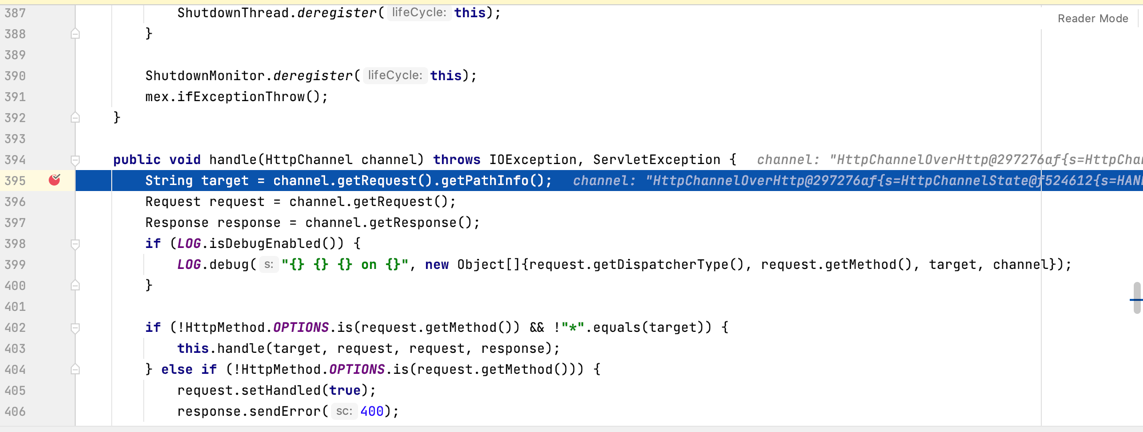 387 ShutdownThread.deregister( lifeCycle: this);
Reader Mode
388 }
389
390 ShutdownMonitor.deregister( lifeCycle: this);
391 mex.ifExceptionThrow();
392 }
393
394 public void handle(HttpChannel channel) throws IOException, ServletException { channel: "HttpChannelOverHttp@297276af{s=HttpCha
395 String target = channel.getRequest().getPathInfo(); channel: "HttpChannelOverHttp@297276af{s=HttpChannelState@f524612{s=HAN
396 Request request = channel.getRequest();
397 Response response = channel.getResponse();
398 if (LOG.isDebugEnabled()) {
399 LOG.debug( s: "{} {} {} on {}", new Object[]{request.getDispatcherType(), request.getMethod(), target, channel});
400 }
401
402 if (!HttpMethod.OPTIONS.is(request.getMethod()) && !"*".equals(target)) {
403 this.handle(target, request, request, response);
404 } else if (!HttpMethod.OPTIONS.is(request.getMethod())) {
405 request.setHandled(true);
406 response.sendError( sc: 400);